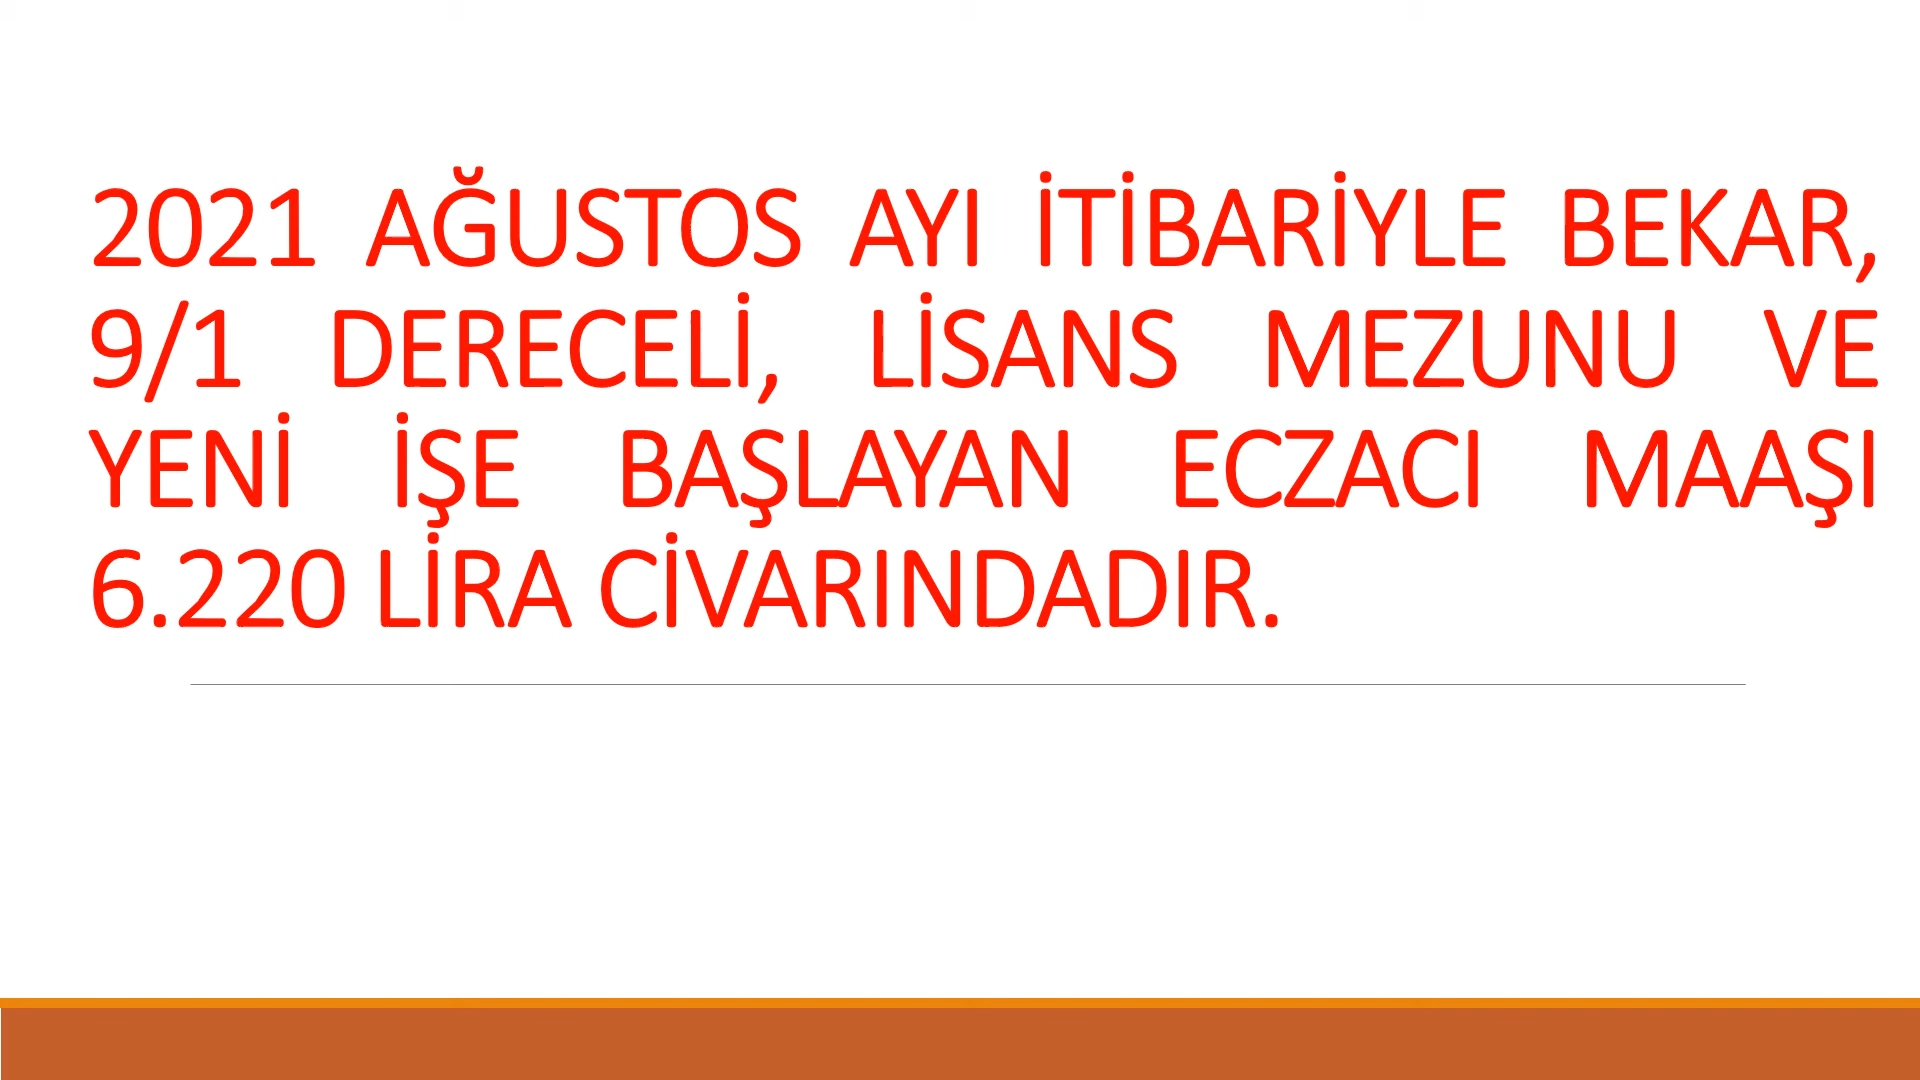 2021 AĞUSTOS AYI İTİBARİYLE BEKAR,
9/1 DERECELİ, LİSANS MEZUNU VE
YENİ İŞE BAŞLAYAN ECZACI MAAŞI
6.220 LİRA CİVARINDADIR.